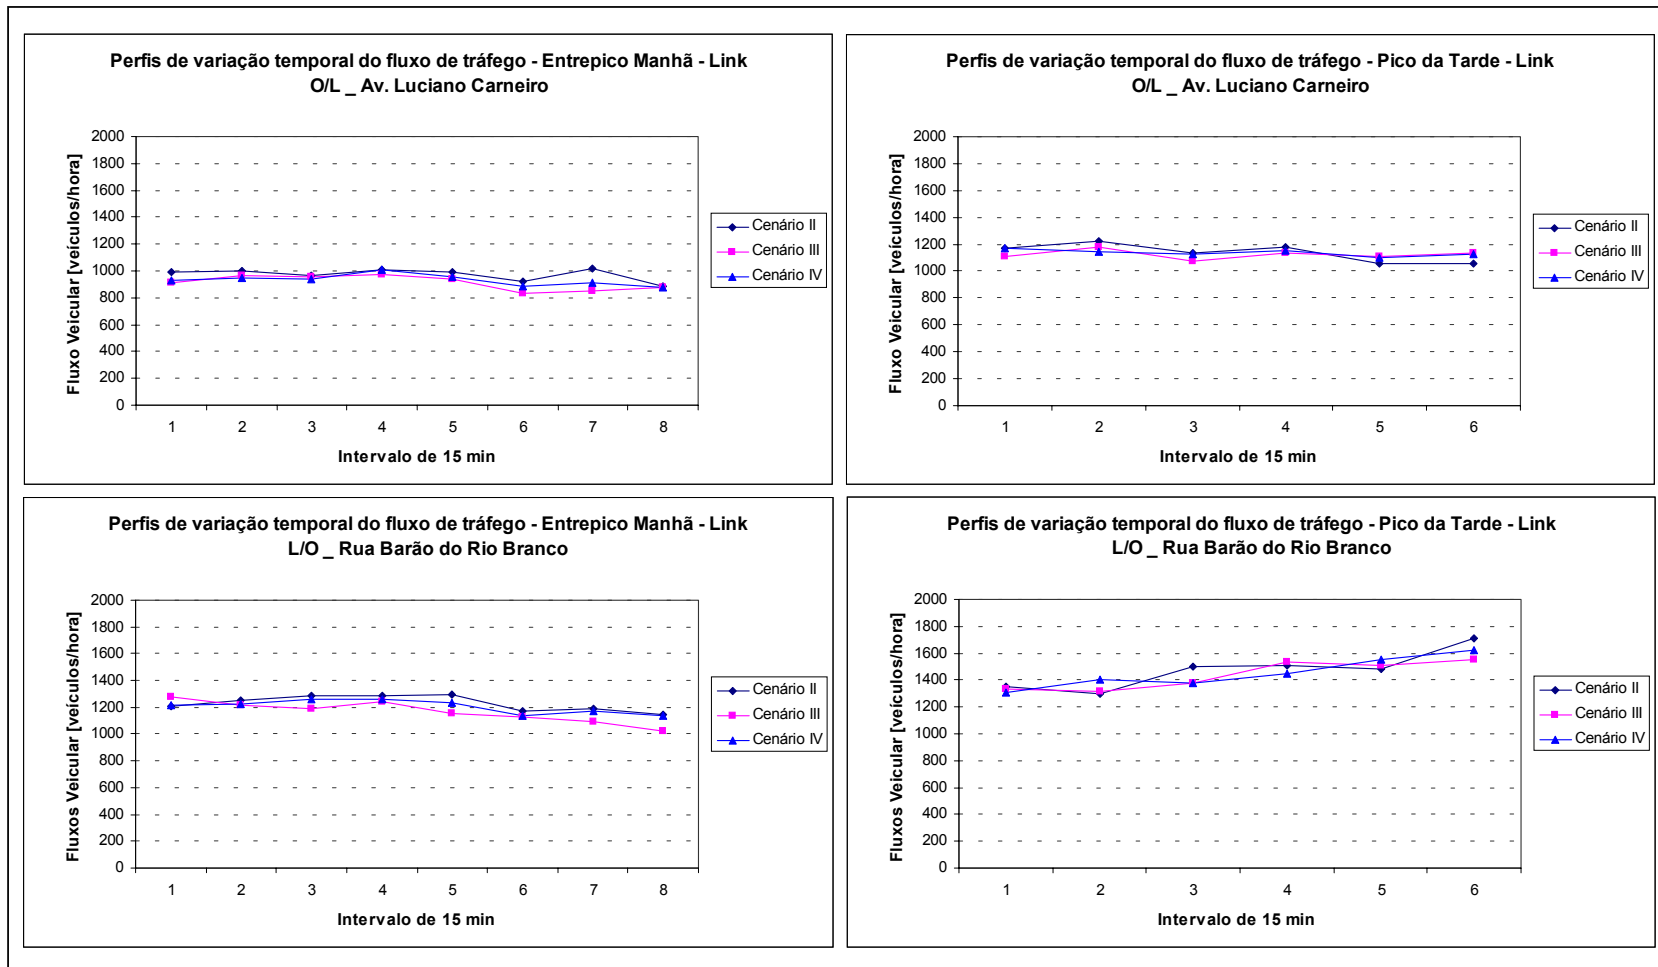 Perfis de variação temporal do fluxo de tráfego - Entrepico Manhã - Link
O/L _ Av. Luciano Carneiro
Fluxo Veicular [veículos/hora]
2000
1800
1600
1400
1200
1000
800
600
400
200
0
1 2 3 4 5 6 7 8
Intervalo de 15 min
Cenário II
Cenário III
Cenário IV
Perfis de variação temporal do fluxo de tráfego - Pico da Tarde - Link
O/L _ Av. Luciano Carneiro
Fluxo Veicular [veículos/hora]
2000
1800
1600
1400
1200
1000
800
600
400
200
0
1 2 3 4 5 6
Intervalo de 15 min
Cenário II
Cenário III
Cenário IV
Perfis de variação temporal do fluxo de tráfego - Entrepico Manhã - Link
L/O _ Rua Barão do Rio Branco
Fluxos Veicular [veículos/hora]
2000
1800
1600
1400
1200
1000
800
600
400
200
0
1 2 3 4 5 6 7 8
Intervalo de 15 min
Cenário II
Cenário III
Cenário IV
Perfis de variação temporal do fluxo de tráfego - Pico da Tarde - Link
L/O _ Rua Barão do Rio Branco
Fluxos Veicular [veículos/hora]
2000
1800
1600
1400
1200
1000
800
600
400
200
0
1 2 3 4 5 6
Intervalo de 15 min
Cenário II
Cenário III
Cenário IV